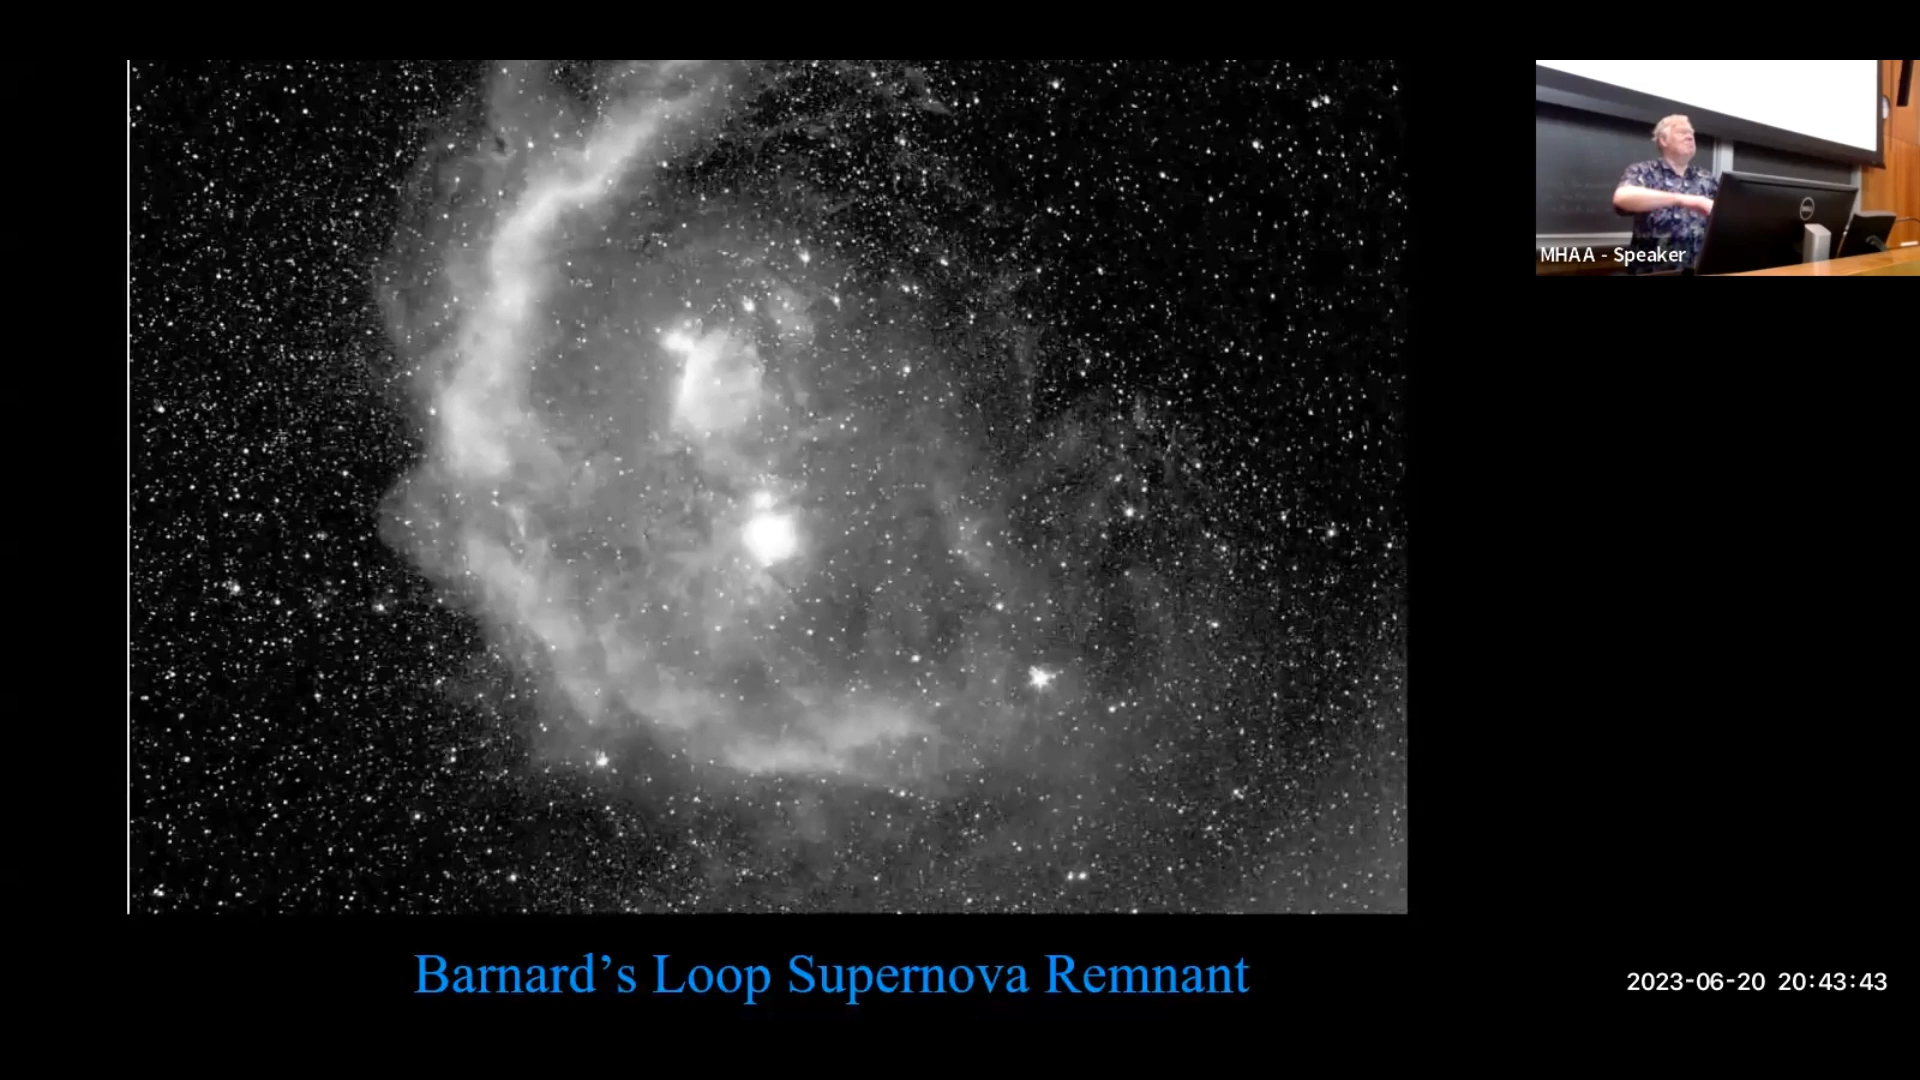 MHAA - Speaker
Barnard’s Loop Supernova Remnant
2023-06-20 20:43:43